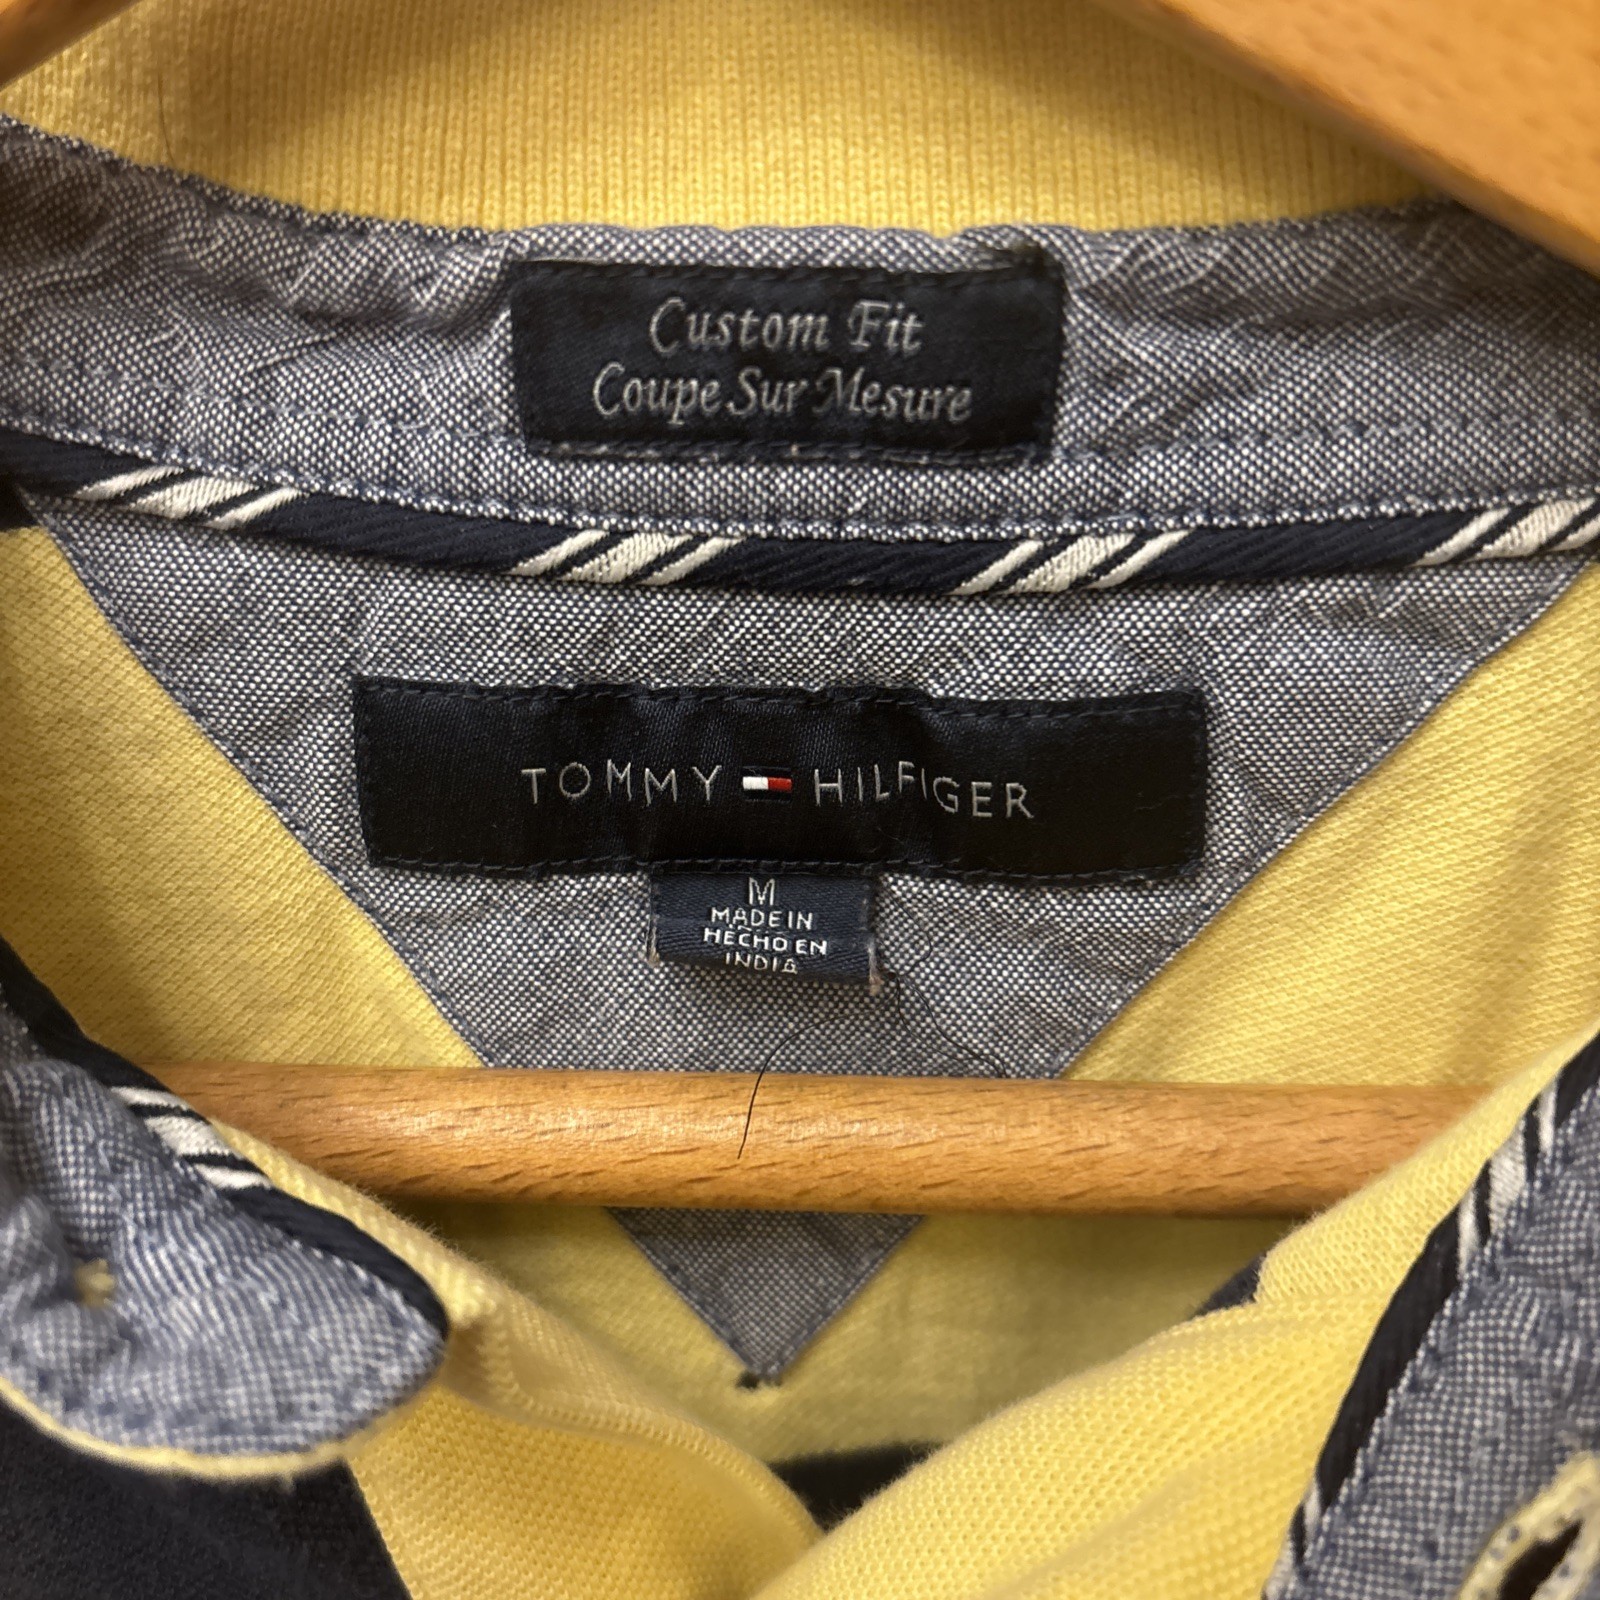 Custom Fit
Coupe Sur Mesure
TOMMY HILFIGER
M
MADE IN
HECHO EN
INDIA